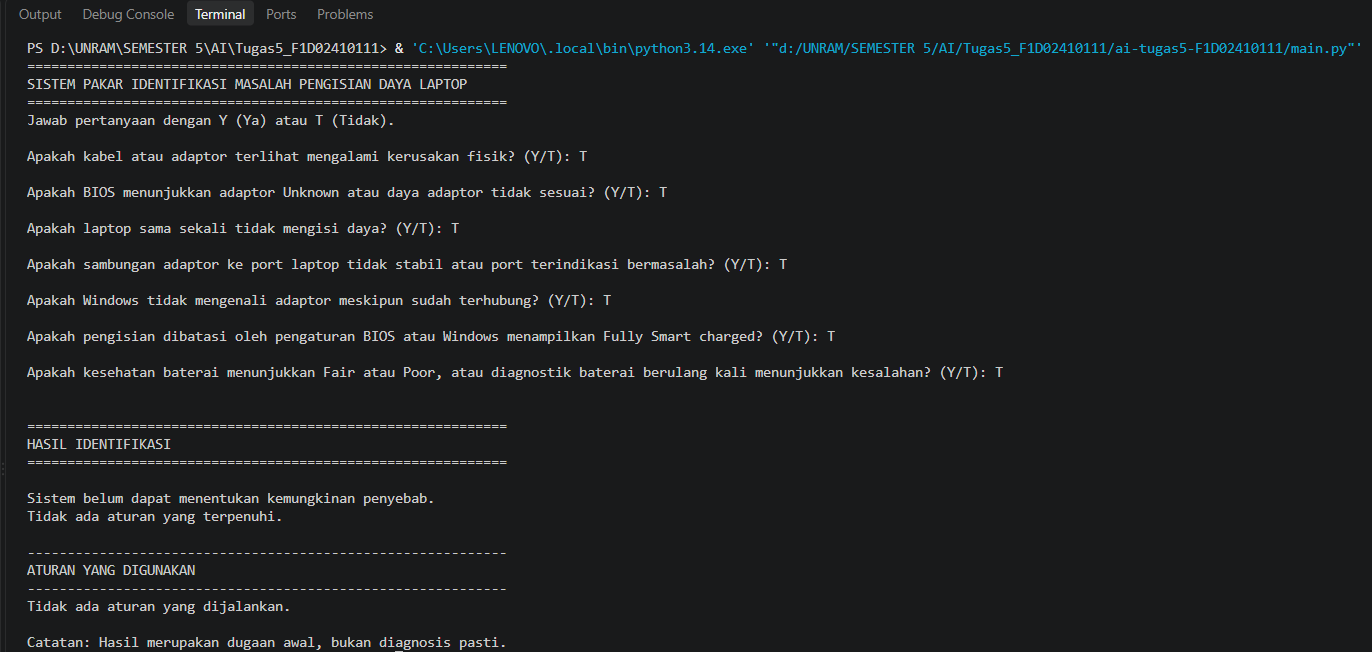 Output Debug Console Terminal Ports Problems
PS D:\UNRAM\SEMESTER 5\AI\Tugas5_F1D02410111> & 'C:\Users\LENOVO\.local\bin\python3.14.exe' '"d:/UNRAM/SEMESTER 5/AI/Tugas5_F1D02410111/ai-tugas5-F1D02410111/main.py"'
============================================================
SISTEM PAKAR IDENTIFIKASI MASALAH PENGISIAN DAYA LAPTOP
============================================================
Jawab pertanyaan dengan Y (Ya) atau T (Tidak).
Apakah kabel atau adaptor terlihat mengalami kerusakan fisik? (Y/T): T
Apakah BIOS menunjukkan adaptor Unknown atau daya adaptor tidak sesuai? (Y/T): T
Apakah laptop sama sekali tidak mengisi daya? (Y/T): T
Apakah sambungan adaptor ke port laptop tidak stabil atau port terindikasi bermasalah? (Y/T): T
Apakah Windows tidak mengenali adaptor meskipun sudah terhubung? (Y/T): T
Apakah pengisian dibatasi oleh pengaturan BIOS atau Windows menampilkan Fully Smart charged? (Y/T): T
Apakah kesehatan baterai menunjukkan Fair atau Poor, atau diagnostik baterai berulang kali menunjukkan kesalahan? (Y/T): T
============================================================
HASIL IDENTIFIKASI
============================================================
Sistem belum dapat menentukan kemungkinan penyebab.
Tidak ada aturan yang terpenuhi.
------------------------------------------------------------
ATURAN YANG DIGUNAKAN
------------------------------------------------------------
Tidak ada aturan yang dijalankan.
Catatan: Hasil merupakan dugaan awal, bukan diagnosis pasti.